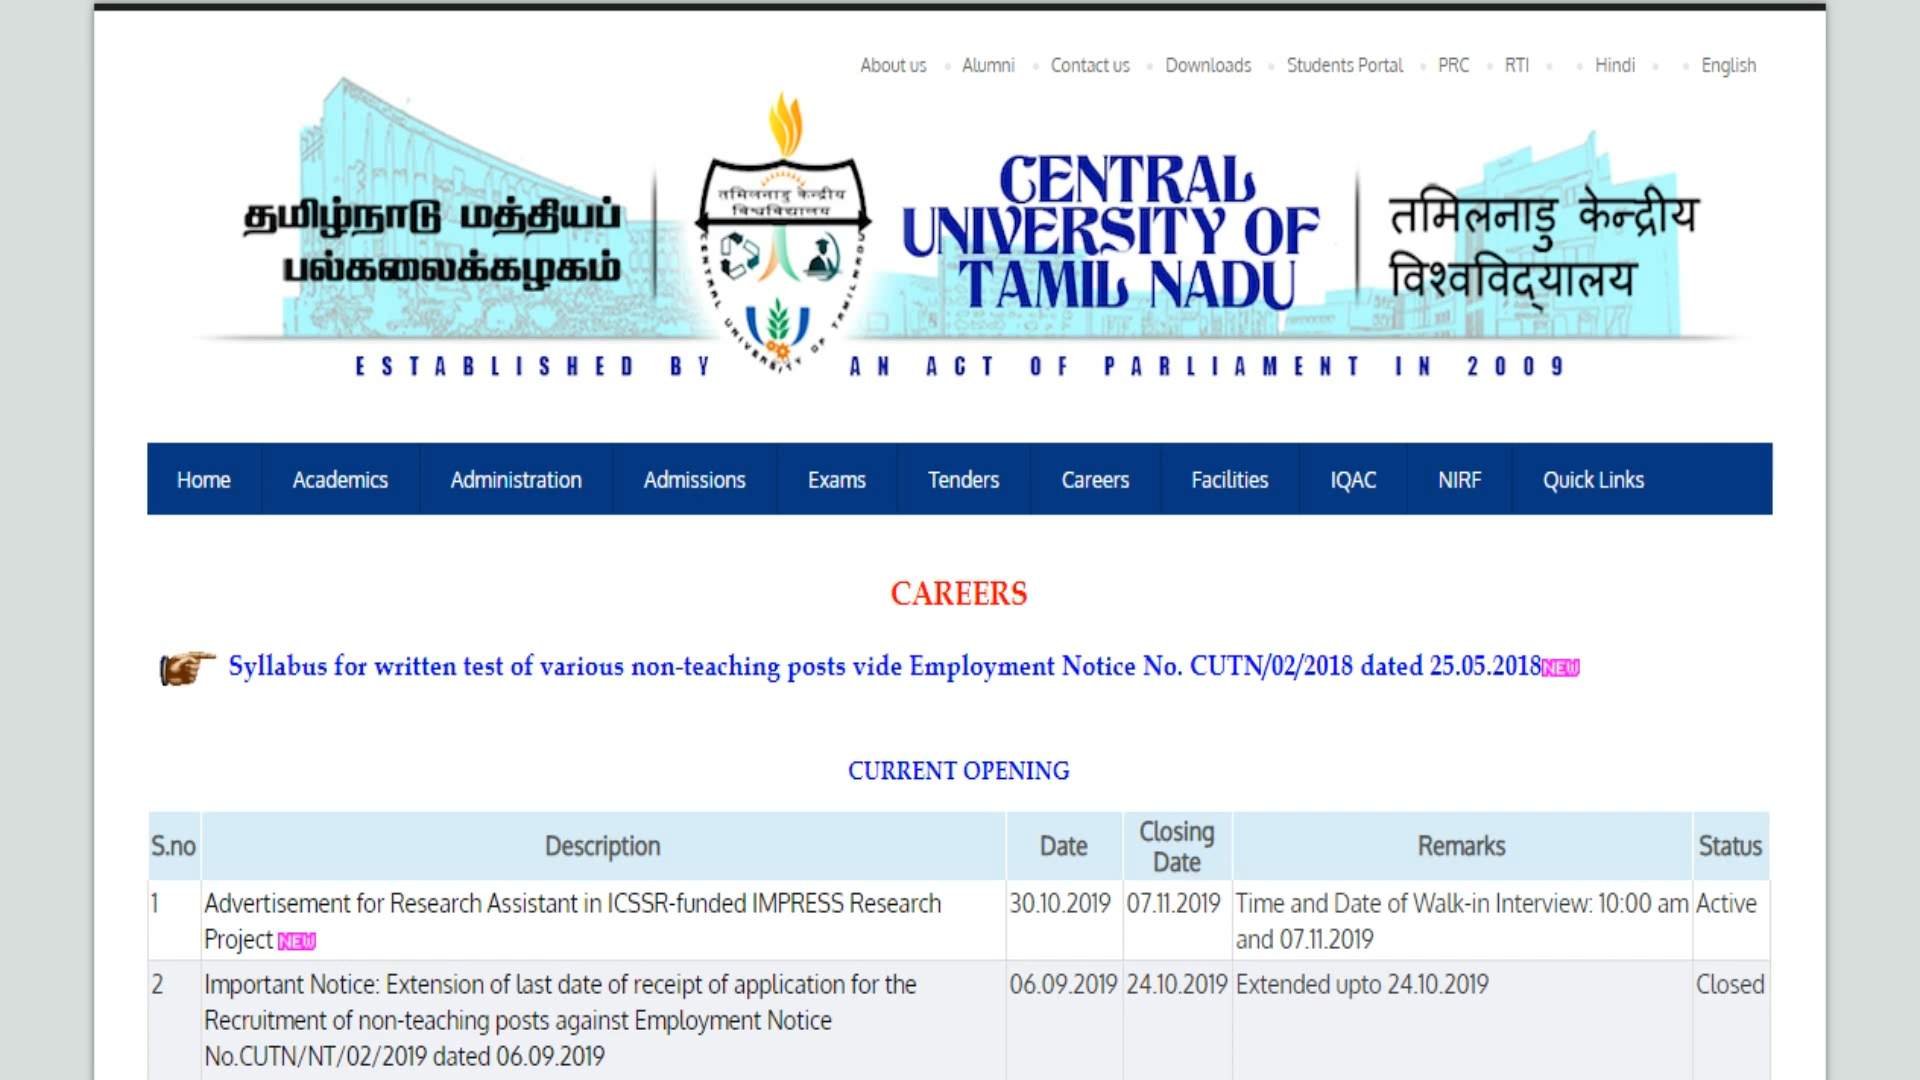 About us Alumni Contact us Downloads Students Portal PRC RTI Hindi English
தமிழ்நாடு மத்தியப்
பல்கலைக்கழகம்
तमिलनाडु केन्द्रीय
विश्वविद्यालय
CENTRAL UNIVERSITY OF TAMILNADU
CENTRAL
UNIVERSITY OF
TAMIL NADU
तमिलनाडु केन्द्रीय
विश्वविद्यालय
ESTABLISHED BY AN ACT OF PARLIAMENT IN 2009
Home Academics Administration Admissions Exams Tenders Careers Facilities IQAC NIRF Quick Links
CAREERS
Syllabus for written test of various non-teaching posts vide Employment Notice No. CUTN/02/2018 dated 25.05.2018 NEW
CURRENT OPENING
S.no Description Date Closing Date Remarks Status
1 Advertisement for Research Assistant in ICSSR-funded IMPRESS Research 30.10.2019 07.11.2019 Time and Date of Walk-in Interview: 10:00 am Active
Project NEW and 07.11.2019
2 Important Notice: Extension of last date of receipt of application for the 06.09.2019 24.10.2019 Extended upto 24.10.2019 Closed
Recruitment of non-teaching posts against Employment Notice
No.CUTN/NT/02/2019 dated 06.09.2019